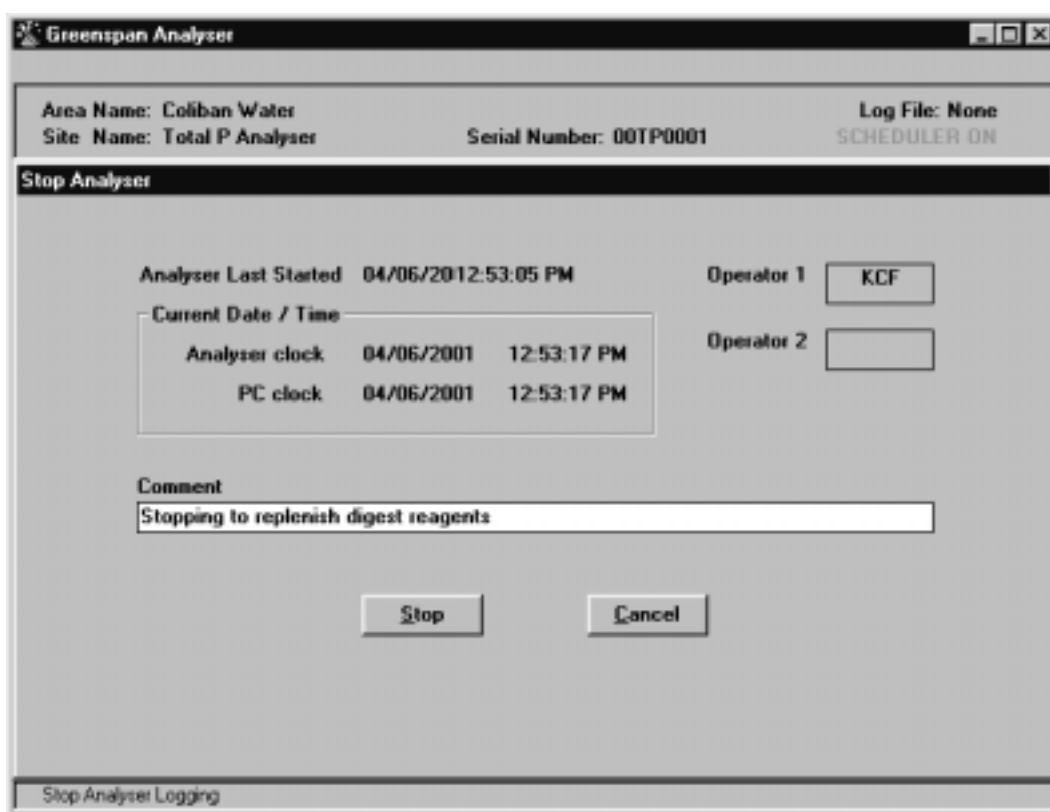 Greenspan Analyser
Area Name: Coliban Water Log File: None
Site Name: Total P Analyser Serial Number: 00TP0001 SCHEDULER ON
Stop Analyser
Analyser Last Started 04/06/2012:53:05 PM Operator 1 KCF
Current Date / Time
Operator 2
Analyser clock 04/06/2001 12:53:17 PM
PC clock 04/06/2001 12:53:17 PM
Comment
Stopping to replenish digest reagents
Stop Cancel
Stop Analyser Logging